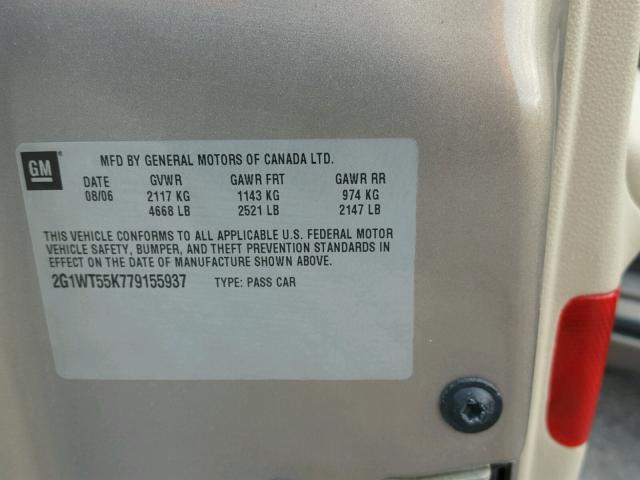 GM
MFD BY GENERAL MOTORS OF CANADA LTD.
DATE GVWR GAWR FRT GAWR RR
08/06 2117 KG 1143 KG 974 KG
4668 LB 2521 LB 2147 LB
THIS VEHICLE CONFORMS TO ALL APPLICABLE U.S. FEDERAL MOTOR
VEHICLE SAFETY, BUMPER, AND THEFT PREVENTION STANDARDS IN
EFFECT ON THE DATE OF MANUFACTURE SHOWN ABOVE.
2G1WT55K779155937 TYPE: PASS CAR